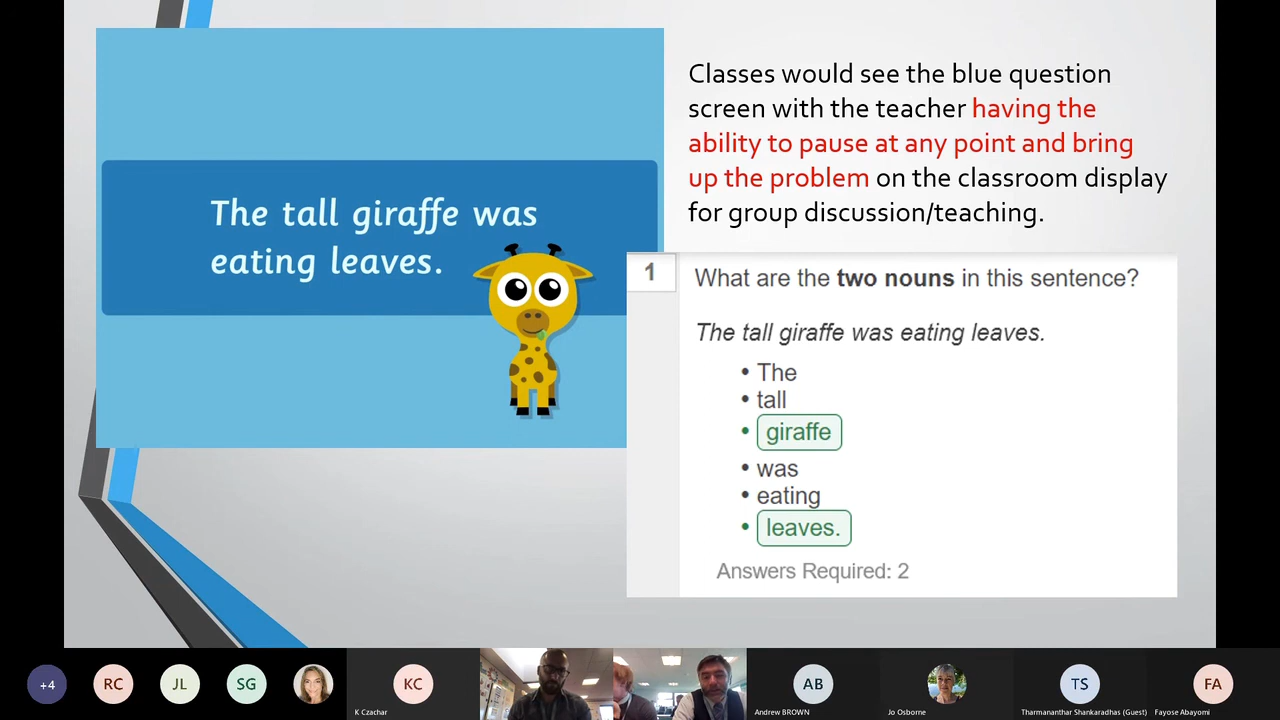 The tall giraffe was
eating leaves.
Classes would see the blue question
screen with the teacher having the
ability to pause at any point and bring
up the problem on the classroom display
for group discussion/teaching.
1
What are the two nouns in this sentence?
The tall giraffe was eating leaves.
• The
• tall
• giraffe
• was
• eating
• leaves.
Answers Required: 2
+4
RC
JL
SG
KC
K Czachar
AB
Andrew BROWN
Jo Osborne
TS
Tharmananthar Shankaradhas (Guest)
FA
Fayose Abayomi